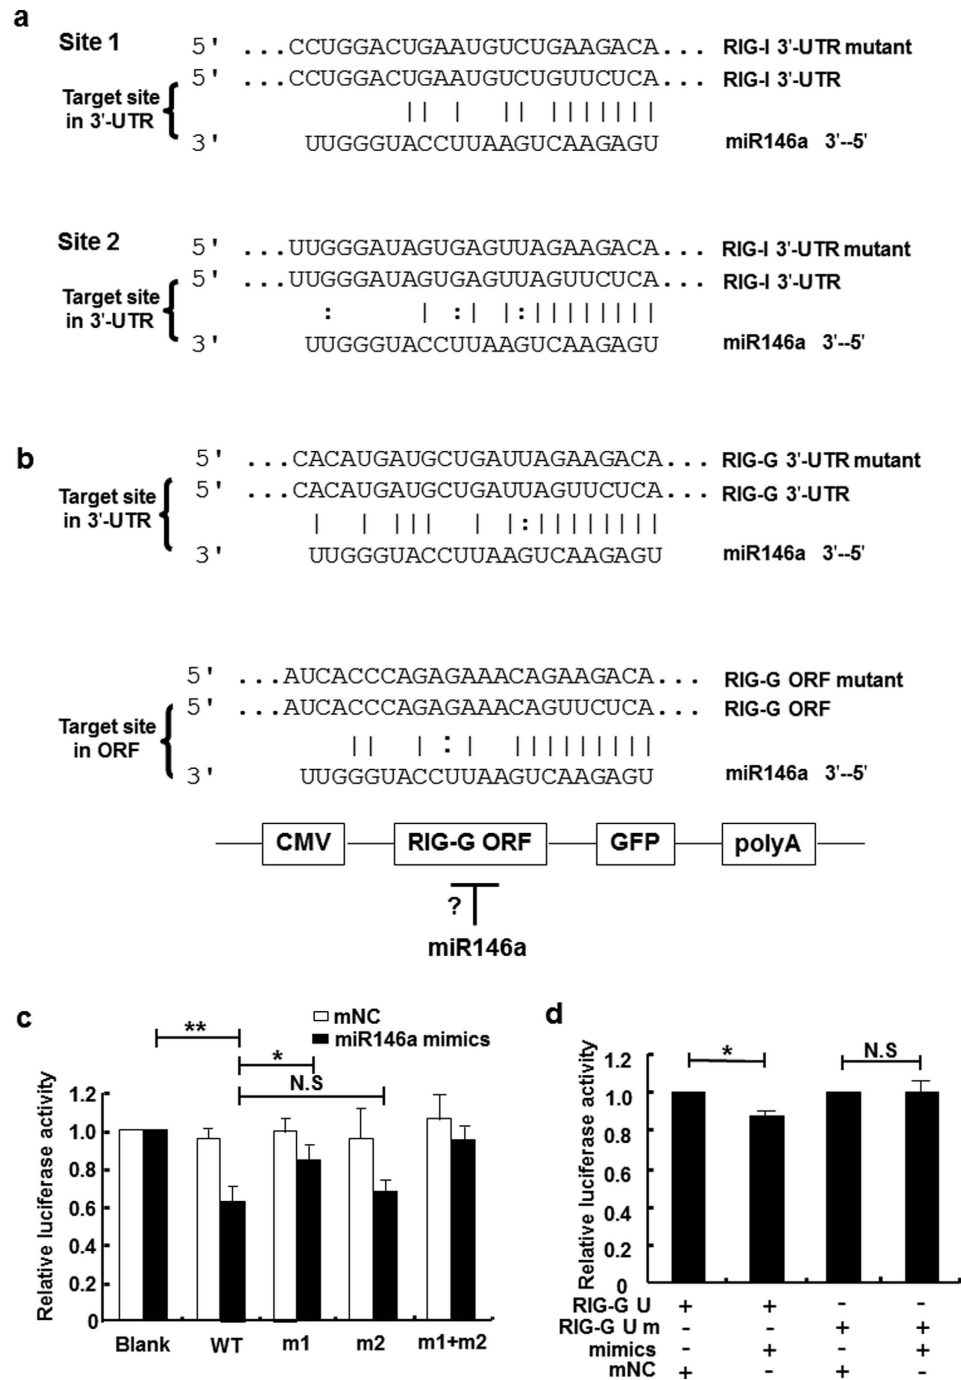 a
Site 1
5' ...CCUGGACUGAAUGUCUGAAGACA... RIG-I 3'-UTR mutant
5' ...CCUGGACUGAAUGUCUGUUCUCA... RIG-I 3'-UTR
Target site
in 3'-UTR
|| | || |||||||
3' UUGGGUACCUUAAGUCAAGAGU miR146a 3'--5'
Site 2
5' ...UUGGGAUAGUGAGUUAGAAGACA... RIG-I 3'-UTR mutant
5' ...UUGGGAUAGUGAGUUAGUUCUCA... RIG-I 3'-UTR
Target site
in 3'-UTR
: | :| |:||||||||
3' UUGGGUACCUUAAGUCAAGAGU miR146a 3'--5'
b
5' ...CACAUGAUGCUGAUUAGAAGACA... RIG-G 3'-UTR mutant
5' ...CACAUGAUGCUGAUUAGUUCUCA... RIG-G 3'-UTR
Target site
in 3'-UTR
| | ||| | |:||||||||
3' UUGGGUACCUUAAGUCAAGAGU miR146a 3'--5'
5' ...AUCACCCAGAGAAACAGAAGACA... RIG-G ORF mutant
5' ...AUCACCCAGAGAAACAGUUCUCA... RIG-G ORF
Target site
in ORF
|| | : | |||||||||
3' UUGGGUACCUUAAGUCAAGAGU miR146a 3'--5'
CMV RIG-G ORF GFP polyA
?
miR146a
c
mNC
miR146a mimics
**
*
N.S
Relative luciferase activity
1.2
1.0
0.8
0.6
0.4
0.2
0
Blank WT m1 m2 m1+m2
d
* N.S
Relative luciferase activity
1.2
1.0
0.8
0.6
0.4
0.2
0
RIG-G U + + - -
RIG-G U m - - + +
mimics - + - +
mNC + - + -